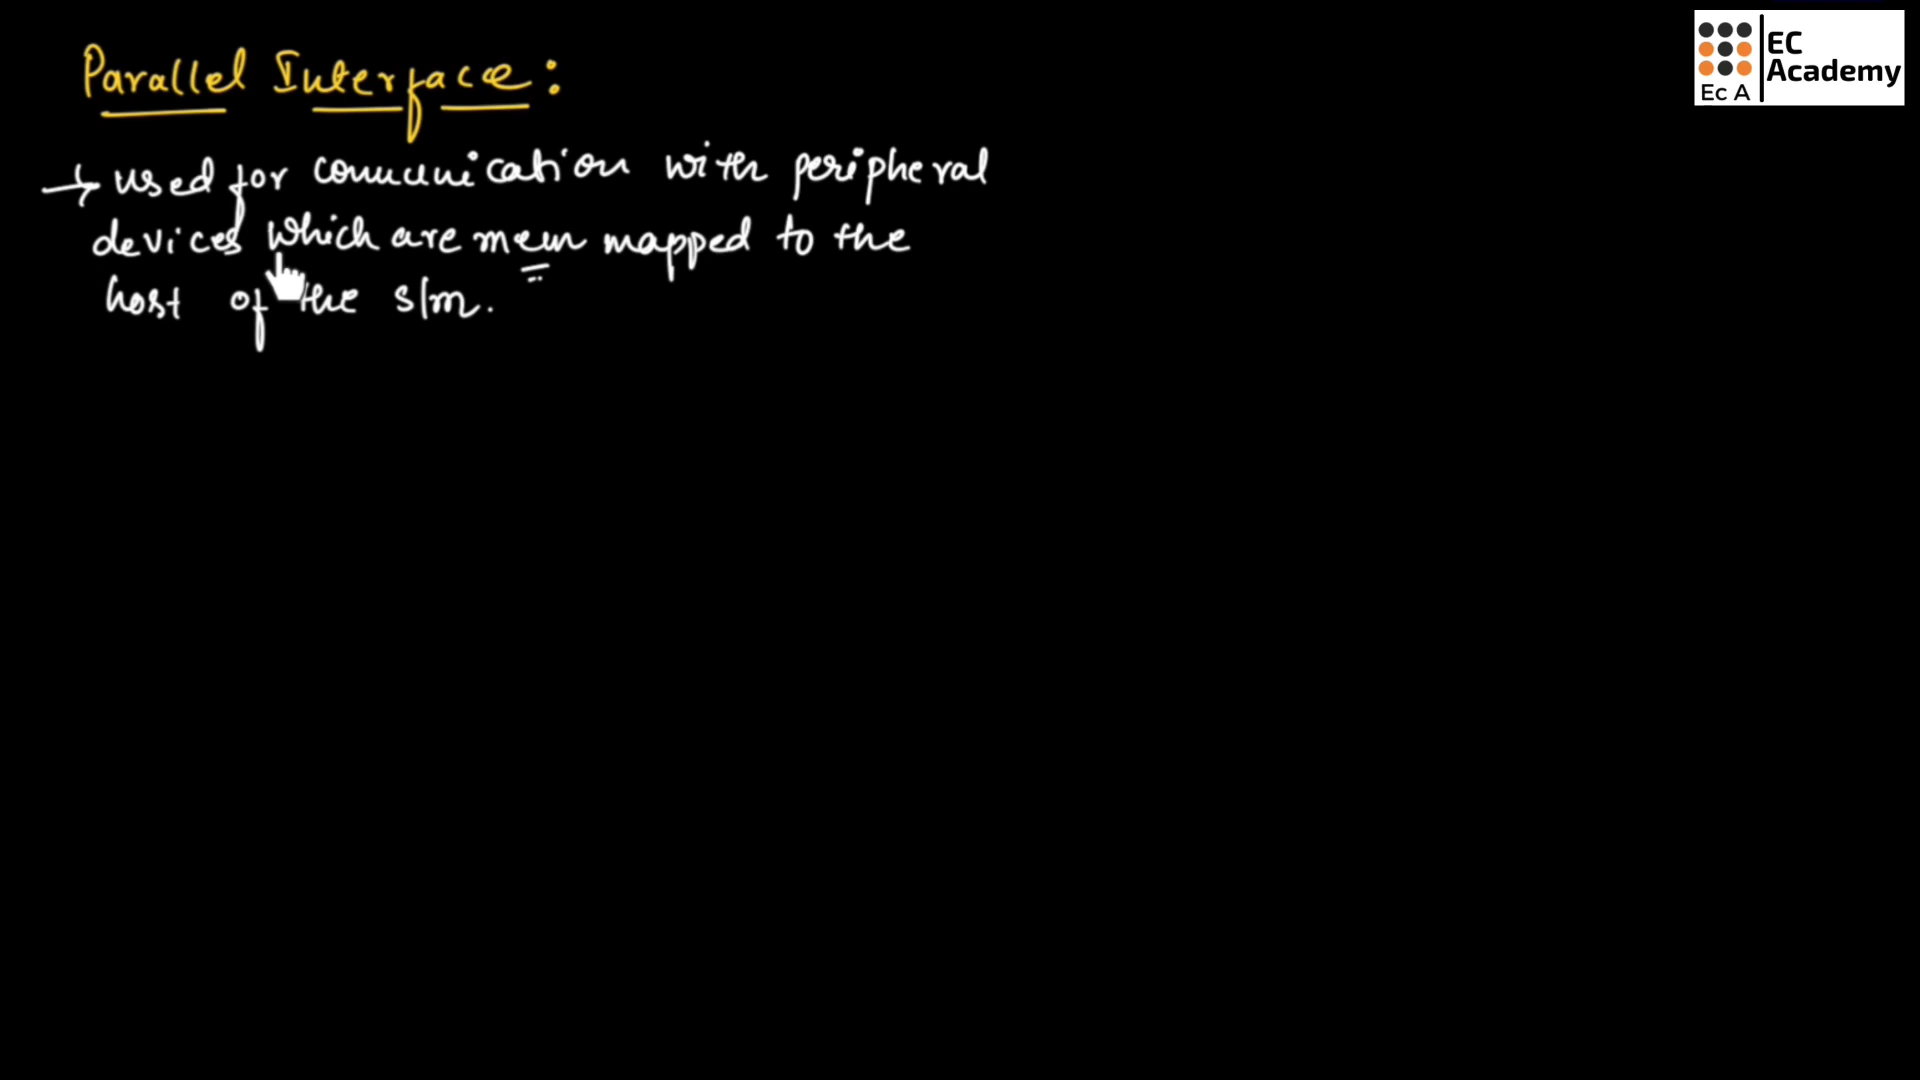 Parallel Interface:
→ used for communication with peripheral
devices which are mem mapped to the
host of the s/m.
EC
Academy
Ec A